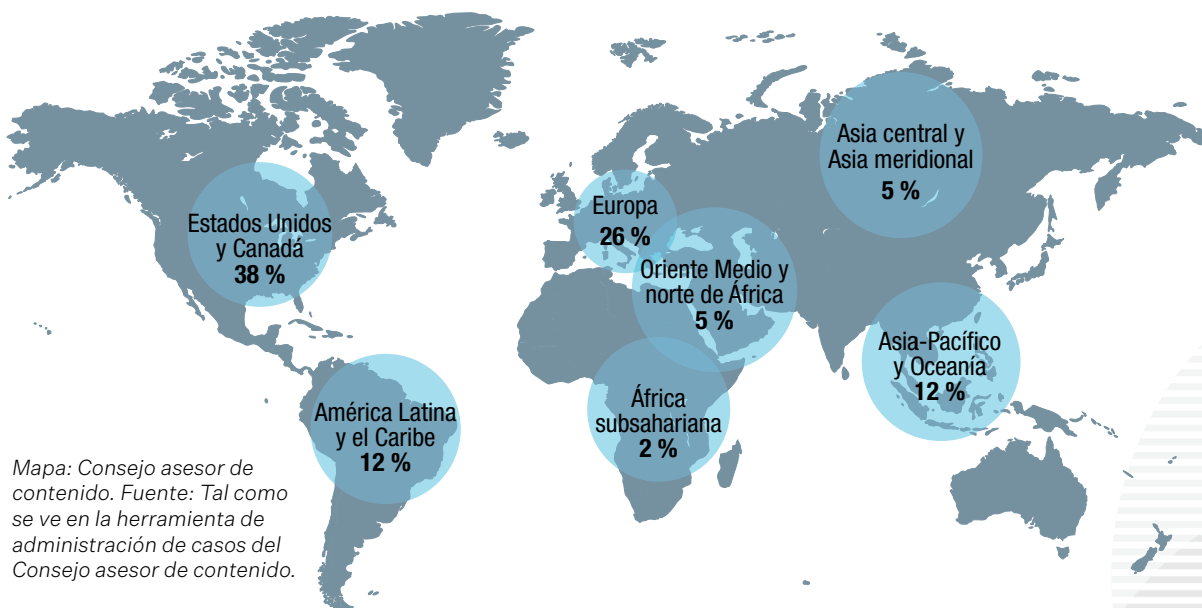 Asia central y
Asia meridional
5 %
Europa
26 %
Estados Unidos
y Canadá
38 %
Oriente Medio y
norte de África
5 %
Asia-Pacífico
y Oceanía
12 %
África
subsahariana
2 %
América Latina
y el Caribe
12 %
Mapa: Consejo asesor de
contenido. Fuente: Tal como
se ve en la herramienta de
administración de casos del
Consejo asesor de contenido.